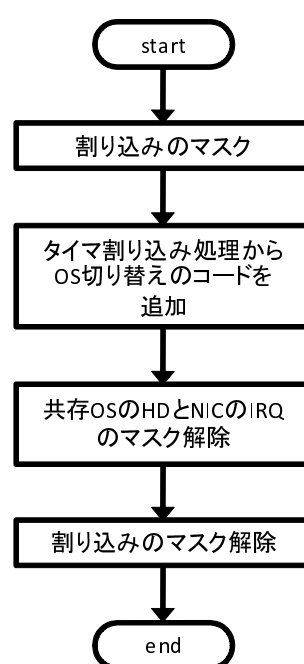 start
割り込みのマスク
タイマ割り込み処理から
OS切り替えのコードを
追加
共存OSのHDとNICのIRQ
のマスク解除
割り込みのマスク解除
end